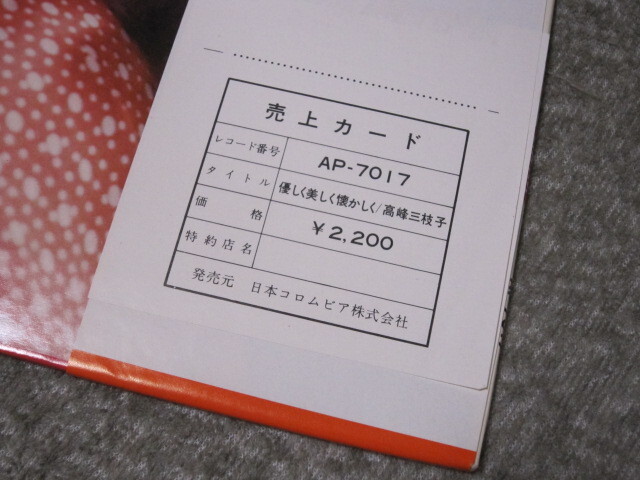 売上カード
レコード番号 AP-7017
タイトル 優しく美しく懐かしく/高峰三枝子
価格 ¥2,200
特約店名
発売元 日本コロムビア株式会社